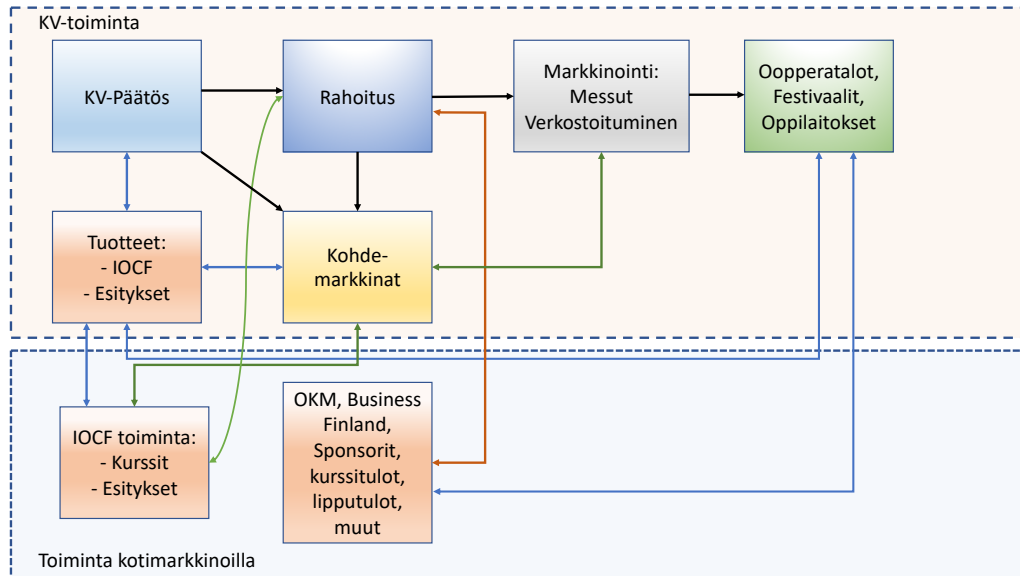 KV-toiminta
KV-Päätös
Rahoitus
Markkinointi:
Messut
Verkostoituminen
Oopperatalot,
Festivaalit,
Oppilaitokset
Tuotteet:
- IOCF
- Esitykset
Kohde-
markkinat
IOCF toiminta:
- Kurssit
- Esitykset
OKM, Business
Finland,
Sponsorit,
kurssitulot,
lipputulot,
muut
Toiminta kotimarkkinoilla